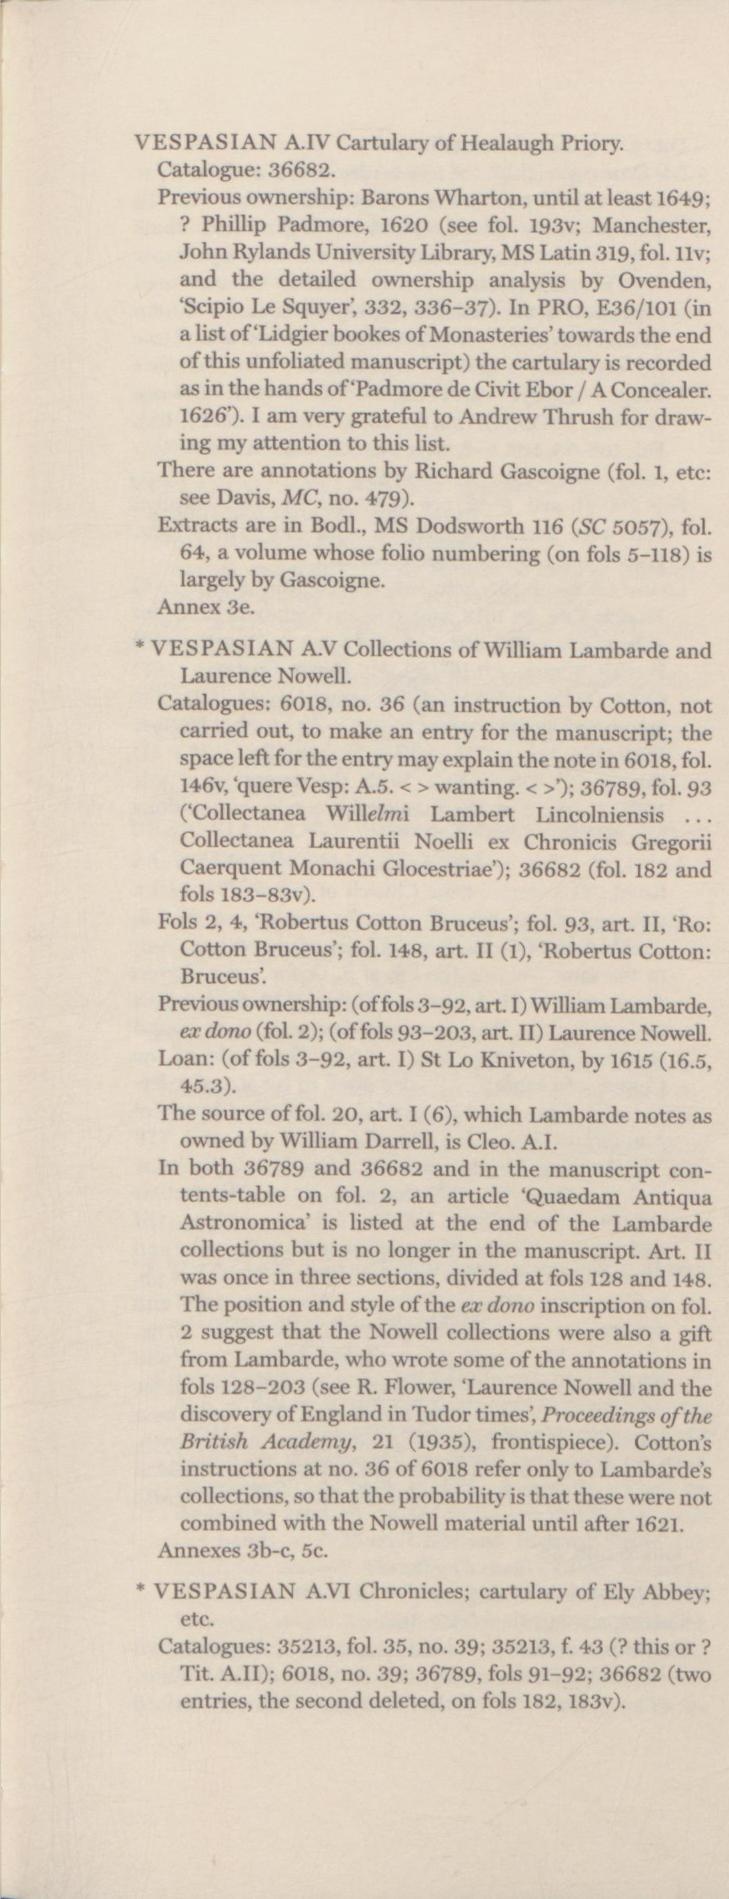 VESPASIAN A.IV Cartulary of Healaugh Priory.
Catalogue: 36682.
Previous ownership: Barons Wharton, until at least 1649;
? Phillip Padmore, 1620 (see fol. 193v; Manchester,
John Rylands University Library, MS Latin 319, fol. 11v;
and the detailed ownership analysis by Ovenden,
‘Scipio Le Squyer’, 332, 336–37). In PRO, E36/101 (in
a list of ‘Lidgier bookes of Monasteries’ towards the end
of this unfoliated manuscript) the cartulary is recorded
as in the hands of ‘Padmore de Civit Ebor / A Concealer.
1626’). I am very grateful to Andrew Thrush for draw-
ing my attention to this list.
There are annotations by Richard Gascoigne (fol. 1, etc:
see Davis, MC, no. 479).
Extracts are in Bodl., MS Dodsworth 116 (SC 5057), fol.
64, a volume whose folio numbering (on fols 5–118) is
largely by Gascoigne.
Annex 3e.
* VESPASIAN A.V Collections of William Lambarde and
Laurence Nowell.
Catalogues: 6018, no. 36 (an instruction by Cotton, not
carried out, to make an entry for the manuscript; the
space left for the entry may explain the note in 6018, fol.
146v, ‘quere Vesp: A.5. < > wanting. < >’); 36789, fol. 93
(‘Collectanea Willelmi Lambert Lincolniensis ...
Collectanea Laurentii Noelli ex Chronicis Gregorii
Caerquent Monachi Glocestriae’); 36682 (fol. 182 and
fols 183–83v).
Fols 2, 4, ‘Robertus Cotton Bruceus’; fol. 93, art. II, ‘Ro:
Cotton Bruceus’; fol. 148, art. II (1), ‘Robertus Cotton:
Bruceus’.
Previous ownership: (of fols 3–92, art. I) William Lambarde,
ex dono (fol. 2); (of fols 93–203, art. II) Laurence Nowell.
Loan: (of fols 3–92, art. I) St Lo Kniveton, by 1615 (16.5,
45.3).
The source of fol. 20, art. I (6), which Lambarde notes as
owned by William Darrell, is Cleo. A.I.
In both 36789 and 36682 and in the manuscript con-
tents-table on fol. 2, an article ‘Quaedam Antiqua
Astronomica’ is listed at the end of the Lambarde
collections but is no longer in the manuscript. Art. II
was once in three sections, divided at fols 128 and 148.
The position and style of the ex dono inscription on fol.
2 suggest that the Nowell collections were also a gift
from Lambarde, who wrote some of the annotations in
fols 128–203 (see R. Flower, ‘Laurence Nowell and the
discovery of England in Tudor times’, Proceedings of the
British Academy, 21 (1935), frontispiece). Cotton’s
instructions at no. 36 of 6018 refer only to Lambarde’s
collections, so that the probability is that these were not
combined with the Nowell material until after 1621.
Annexes 3b-c, 5c.
* VESPASIAN A.VI Chronicles; cartulary of Ely Abbey;
etc.
Catalogues: 35213, fol. 35, no. 39; 35213, f. 43 (? this or ?
Tit. A.II); 6018, no. 39; 36789, fols 91–92; 36682 (two
entries, the second deleted, on fols 182, 183v).